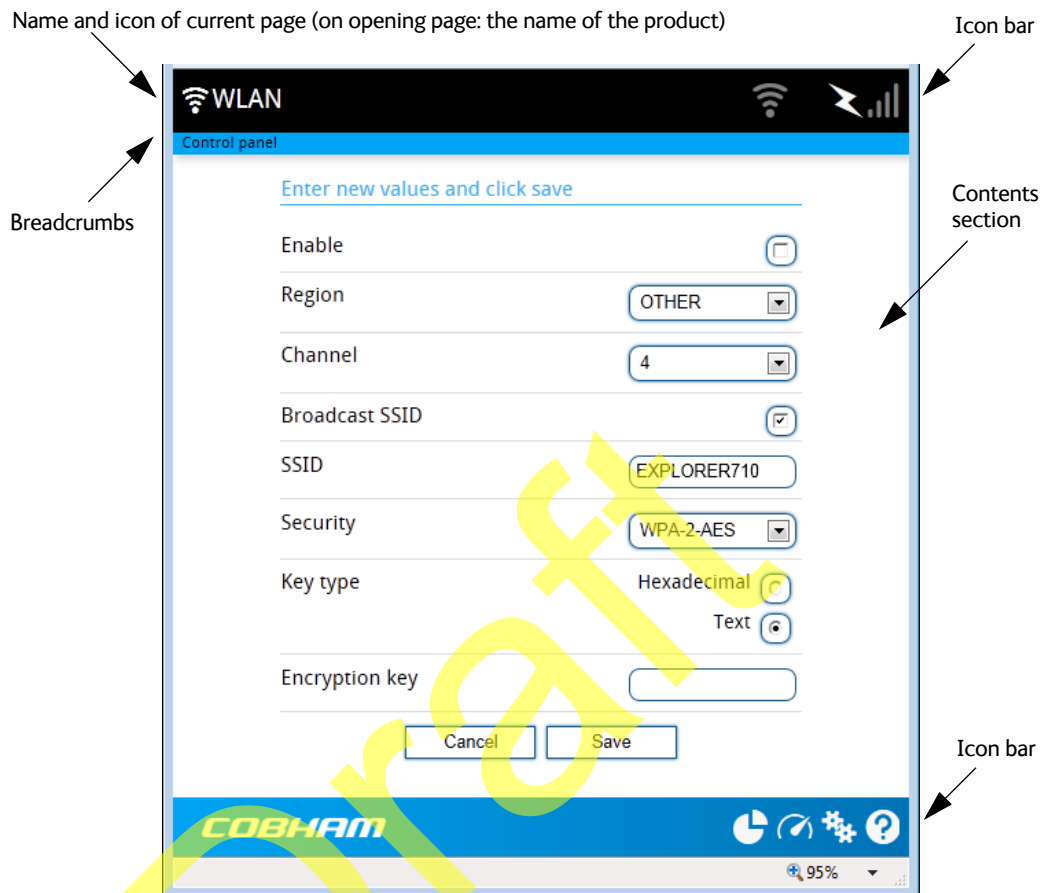 Name and icon of current page (on opening page: the name of the product)
Icon bar
WLAN
Control panel
Breadcrumbs
Enter new values and click save
Contents
section
Enable
Region
OTHER
Channel
4
Broadcast SSID
SSID
EXPLORER710
Security
WPA-2-AES
Key type
Hexadecimal
Text
Encryption key
Cancel
Save
Icon bar
COBHAM
95%
Draft